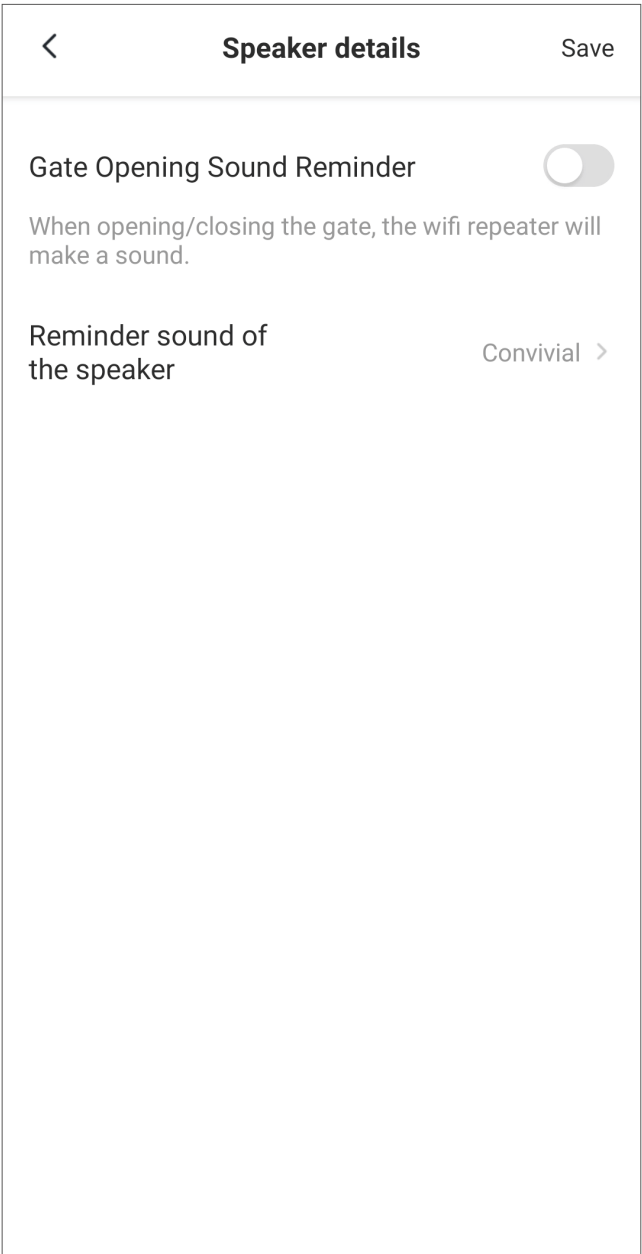 Speaker details Save
Gate Opening Sound Reminder
When opening/closing the gate, the wifi repeater will
make a sound.
Reminder sound of
the speaker
Convivial